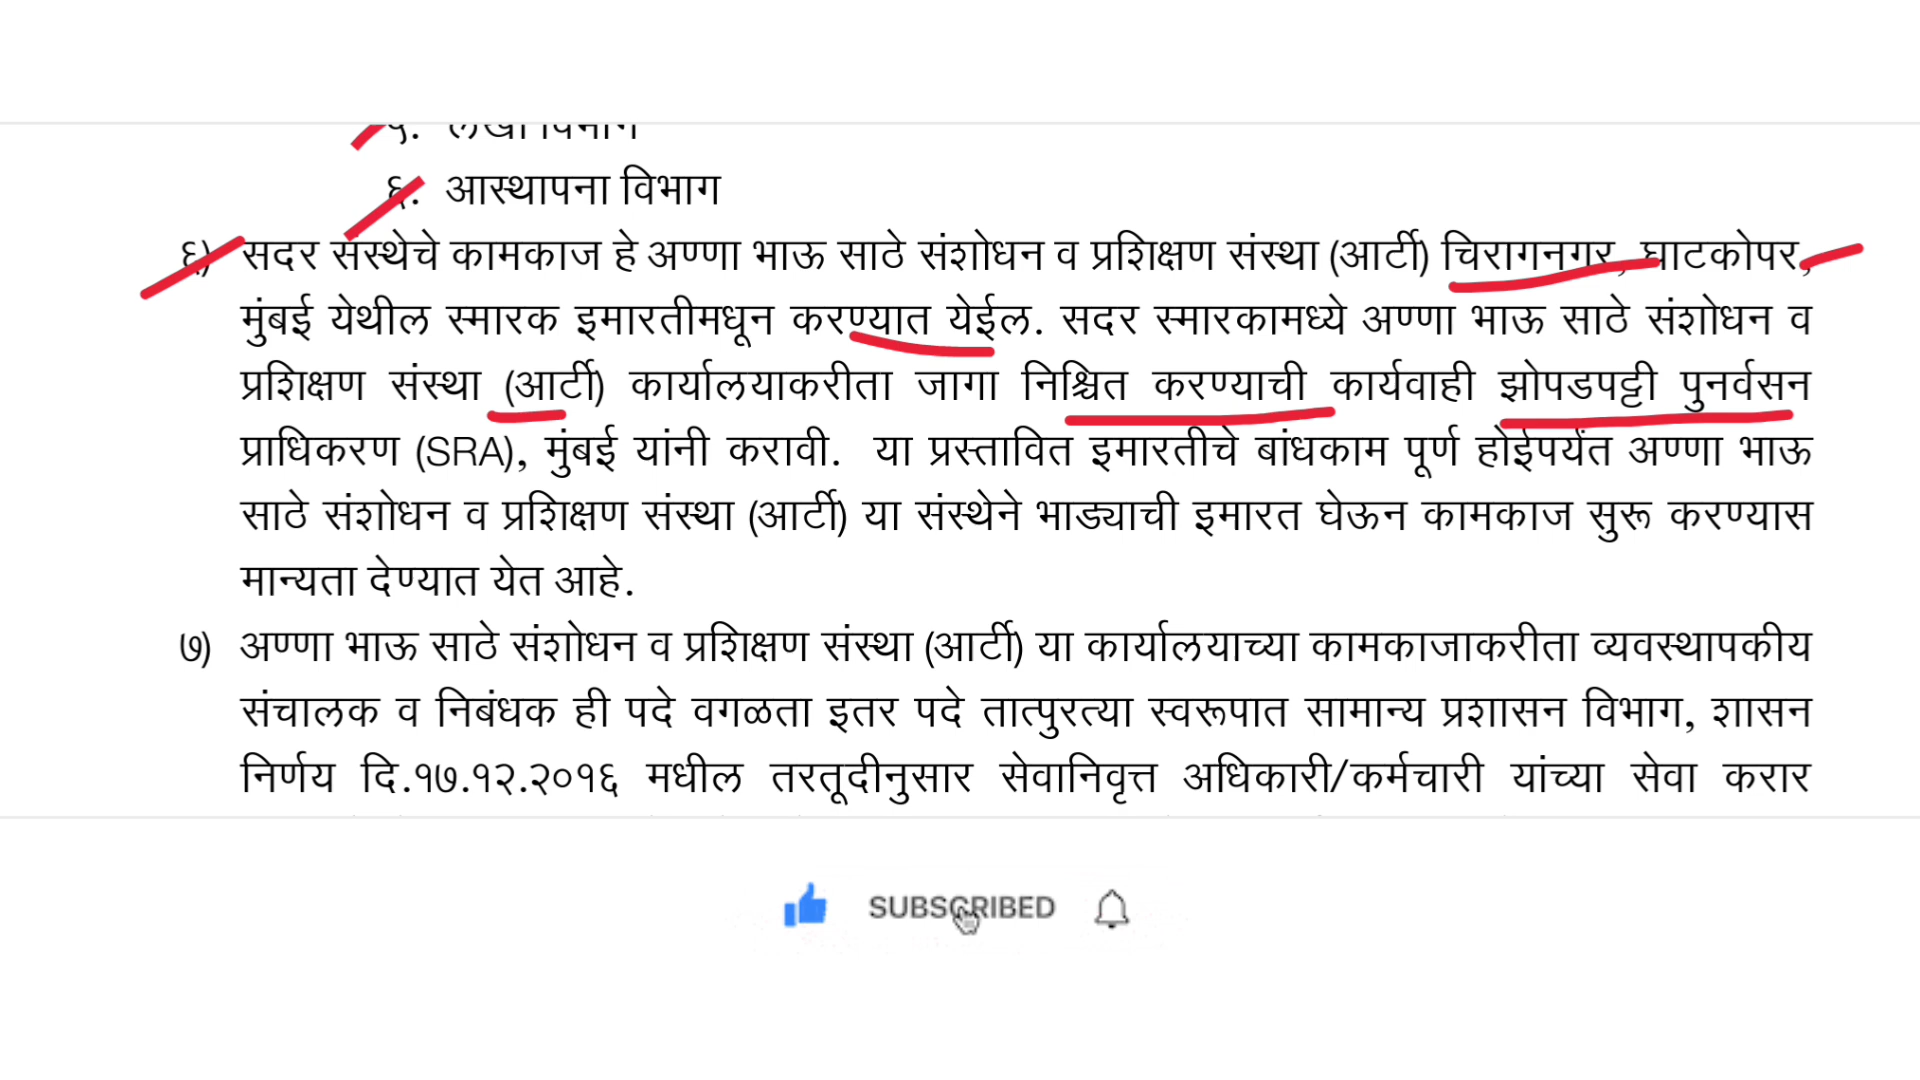 ५. लेखा विभाग
६. आस्थापना विभाग
६) सदर संस्थेचे कामकाज हे अण्णा भाऊ साठे संशोधन व प्रशिक्षण संस्था (आर्टी) चिरागनगर, घाटकोपर,
मुंबई येथील स्मारक इमारतीमधून करण्यात येईल. सदर स्मारकामध्ये अण्णा भाऊ साठे संशोधन व
प्रशिक्षण संस्था (आर्टी) कार्यालयाकरीता जागा निश्चित करण्याची कार्यवाही झोपडपट्टी पुनर्वसन
प्राधिकरण (SRA), मुंबई यांनी करावी. या प्रस्तावित इमारतीचे बांधकाम पूर्ण होईपर्यंत अण्णा भाऊ
साठे संशोधन व प्रशिक्षण संस्था (आर्टी) या संस्थेने भाड्याची इमारत घेऊन कामकाज सुरू करण्यास
मान्यता देण्यात येत आहे.
७) अण्णा भाऊ साठे संशोधन व प्रशिक्षण संस्था (आर्टी) या कार्यालयाच्या कामकाजाकरीता व्यवस्थापकीय
संचालक व निबंधक ही पदे वगळता इतर पदे तात्पुरत्या स्वरूपात सामान्य प्रशासन विभाग, शासन
निर्णय दि.१७.१२.२०१६ मधील तरतूदीनुसार सेवानिवृत्त अधिकारी/कर्मचारी यांच्या सेवा करार
SUBSCRIBED